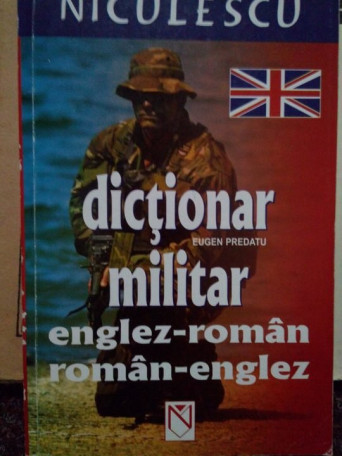 NICULESCU
dicționar
EUGEN PREDATU
militar
englez-român
român-englez